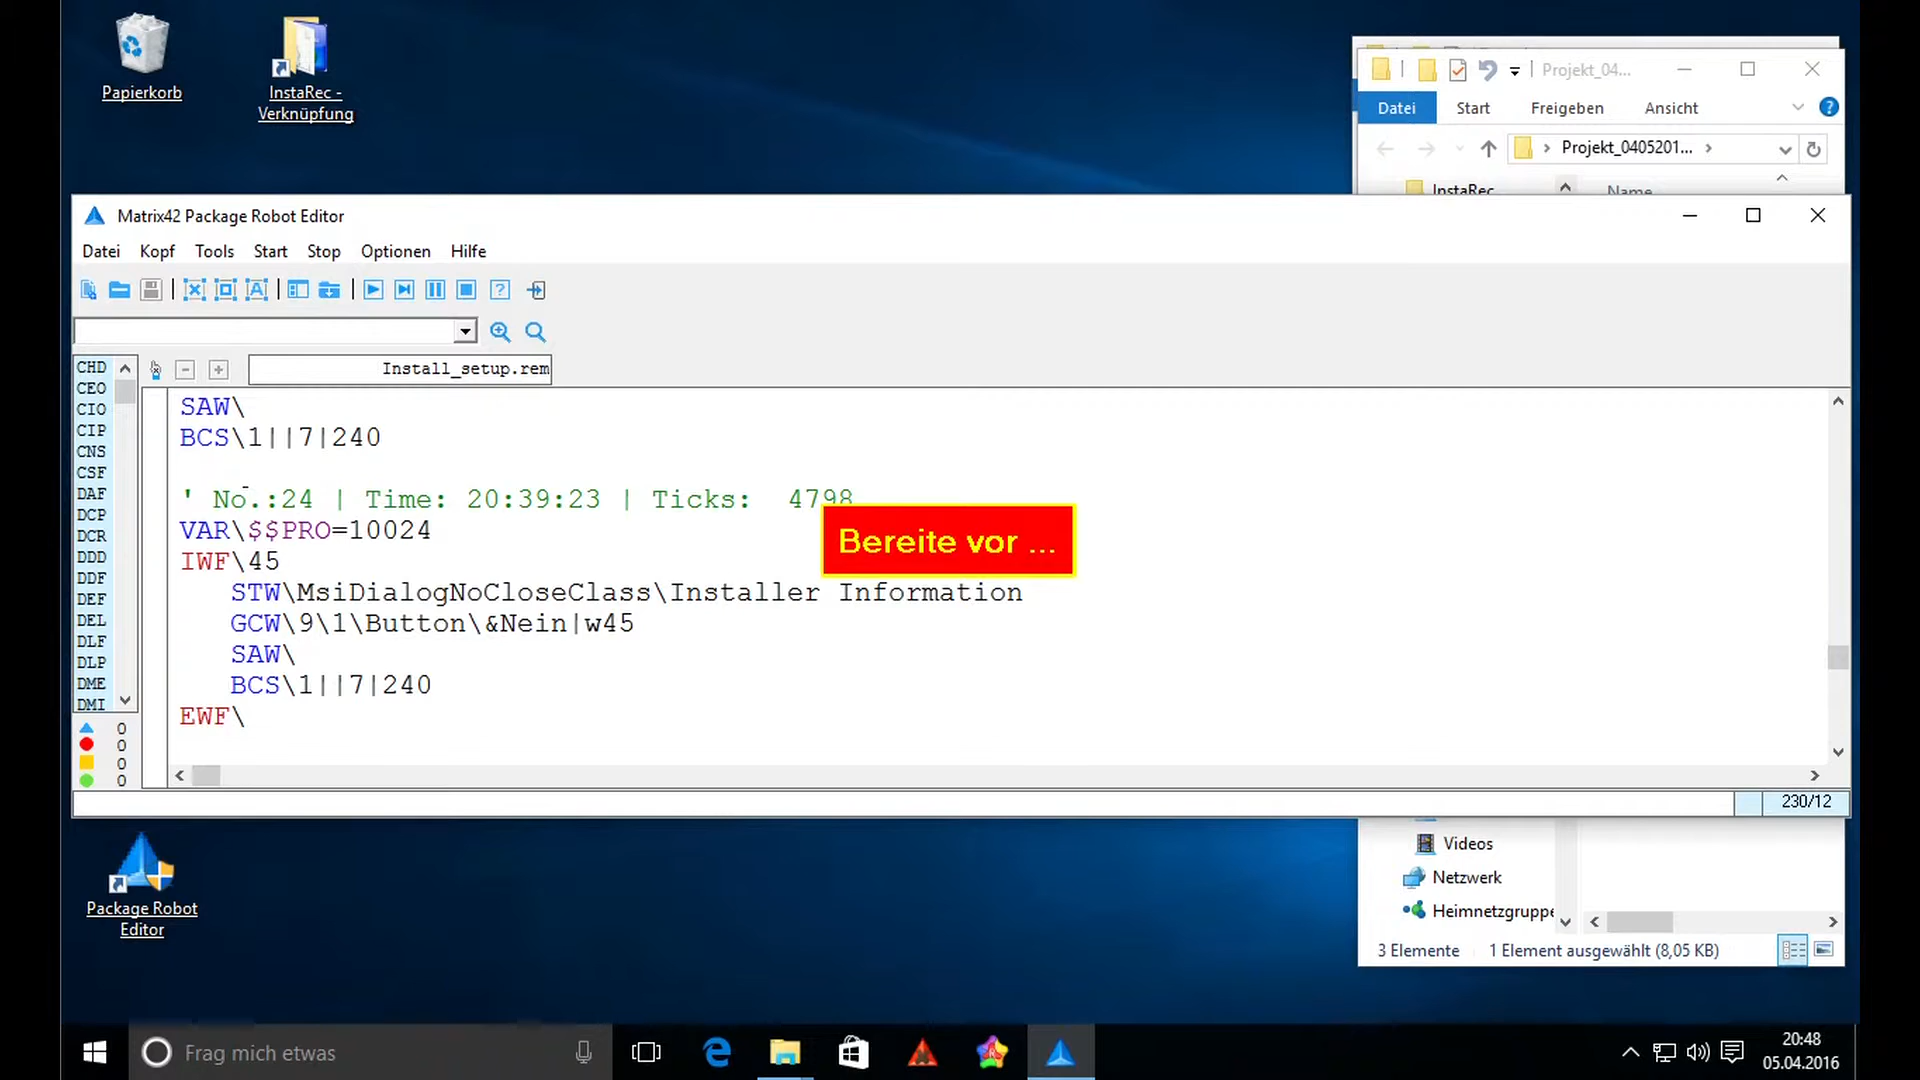 Papierkorb
InstaRec -
Verknüpfung
Projekt_04...
Datei
Start
Freigeben
Ansicht
Projekt_0405201...
InstaRec
Name
Matrix42 Package Robot Editor
Datei Kopf Tools Start Stop Optionen Hilfe
Install_setup.rem
CHD
CEO
CIO
CIP
CNS
CSF
DAF
DCP
DCR
DDD
DDF
DEF
DEL
DLF
DLP
DME
DMI
0
0
0
0
SAW\
BCS\1||7|240
' No.:24 | Time: 20:39:23 | Ticks: 4798
VAR\$$PRO=10024
IWF\45
STW\MsiDialogNoCloseClass\Installer Information
GCW\9\1\Button\&Nein|w45
SAW\
BCS\1||7|240
EWF\
Bereite vor ...
230/12
Videos
Netzwerk
Heimnetzgruppe
3 Elemente 1 Element ausgewählt (8,05 KB)
Package Robot
Editor
Frag mich etwas
20:48
05.04.2016